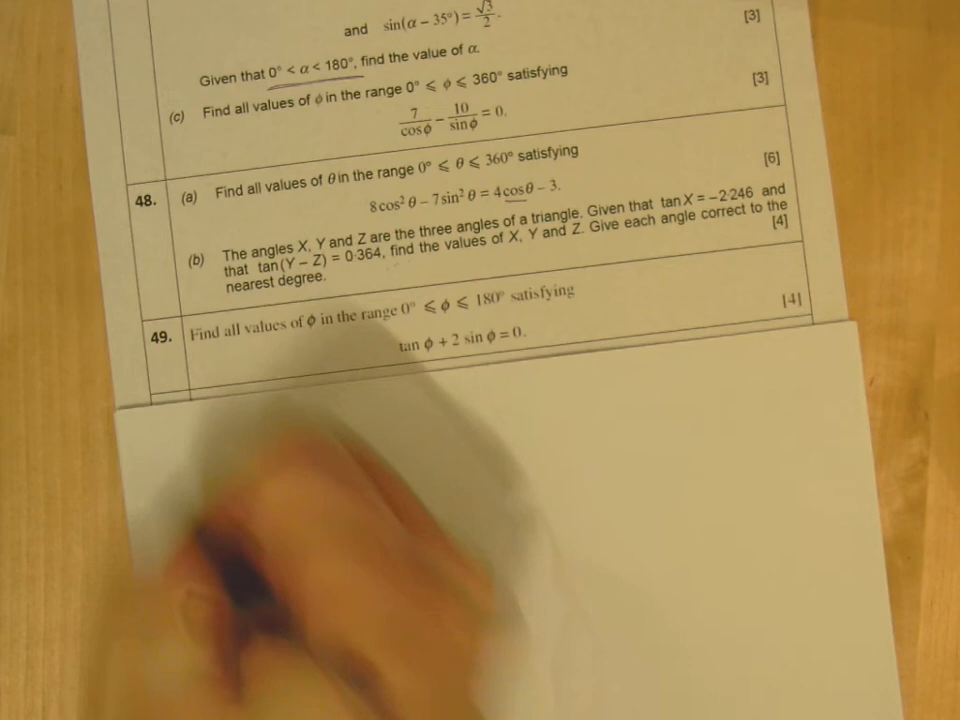 and sin(α − 35°) = √3/2.
[3]
Given that 0° < α < 180°, find the value of α.
(c) Find all values of ϕ in the range 0° ⩽ ϕ ⩽ 360° satisfying
[3]
7/cosϕ − 10/sinϕ = 0.
48. (a) Find all values of θ in the range 0° ⩽ θ ⩽ 360° satisfying
[6]
8cos² θ − 7sin² θ = 4cosθ − 3.
(b) The angles X, Y and Z are the three angles of a triangle. Given that tan X = −2·246 and
that tan(Y − Z) = 0·364, find the values of X, Y and Z. Give each angle correct to the
nearest degree.
[4]
49. Find all values of ϕ in the range 0° ⩽ ϕ ⩽ 180° satisfying
[4]
tan ϕ + 2 sin ϕ = 0.